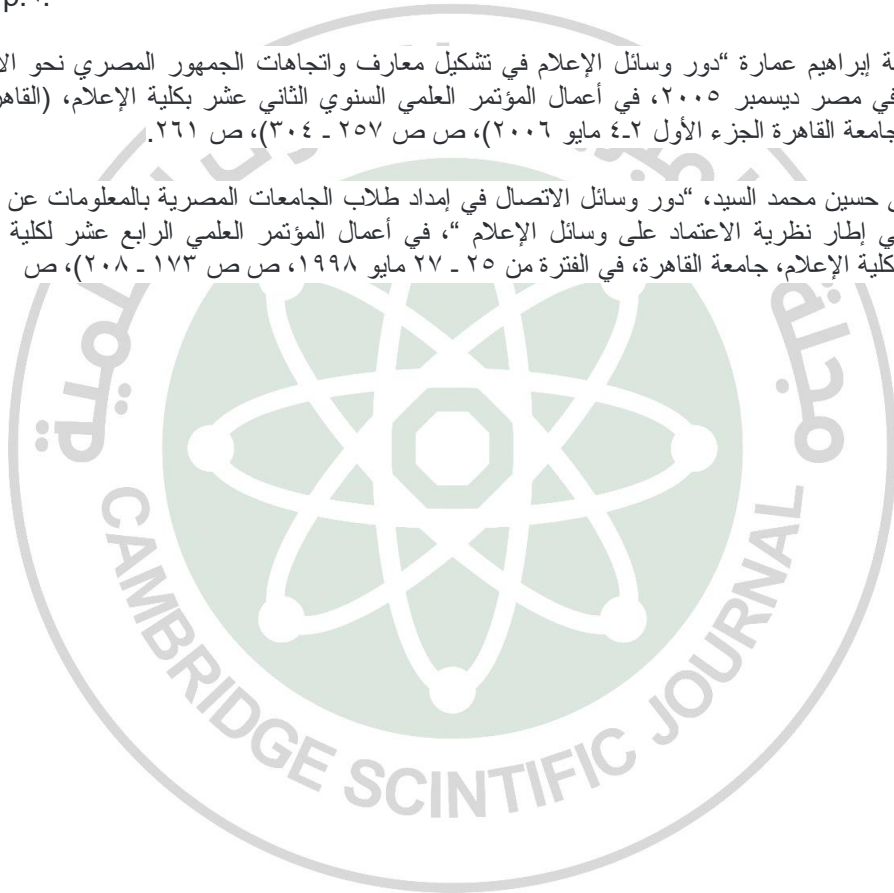 p.٩.
ة إبراهيم عمارة “دور وسائل الإعلام في تشكيل معارف واتجاهات الجمهور المصري نحو الا
في مصر ديسمبر ٢٠٠٥، في أعمال المؤتمر العلمي السنوي الثاني عشر بكلية الإعلام، (القاهر
جامعة القاهرة الجزء الأول ٢-٤ مايو ٢٠٠٦)، ص ص ٢٥٧ ـ ٣٠٤)، ص ٢٦١.
حسين محمد السيد، “دور وسائل الاتصال في إمداد طلاب الجامعات المصرية بالمعلومات عن
ي إطار نظرية الاعتماد على وسائل الإعلام “، في أعمال المؤتمر العلمي الرابع عشر لكلية
كلية الإعلام، جامعة القاهرة، في الفترة من ٢٥ ـ ٢٧ مايو ١٩٩٨، ص ص ١٧٣ ـ ٢٠٨)، ص
مجلة
CAMBRIDGE SCINTIFIC JOURNAL